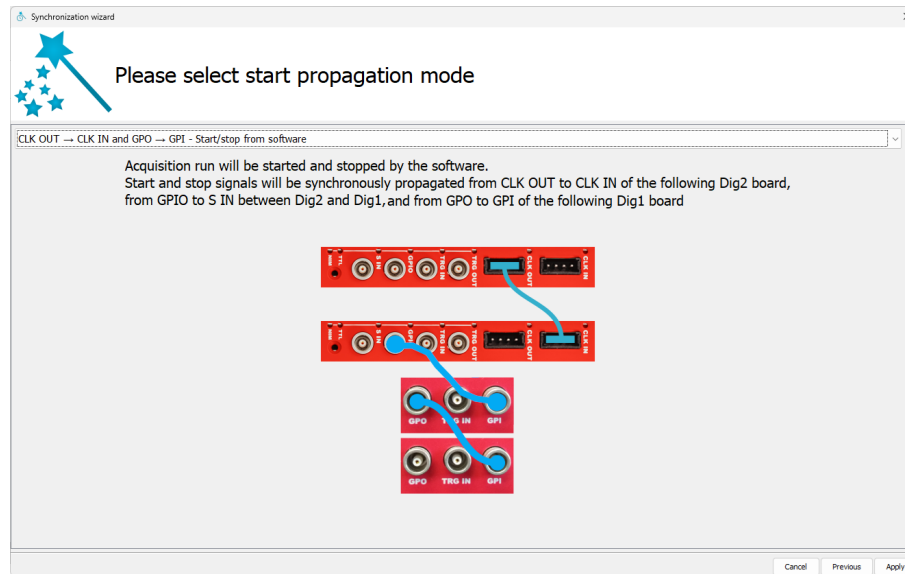 Synchronization wizard
Please select start propagation mode
CLK OUT → CLK IN and GPO → GPI - Start/stop from software
Acquisition run will be started and stopped by the software.
Start and stop signals will be synchronously propagated from CLK OUT to CLK IN of the following Dig2 board,
from GPIO to S IN between Dig2 and Dig1, and from GPO to GPI of the following Dig1 board
TTL
S IN
GPIO
TRG IN
TRG OUT
CLK OUT
CLK IN
TTL
S IN
TRG IN
TRG OUT
CLK OUT
CLK IN
GPO TRG IN GPI
GPO TRG IN GPI
Cancel Previous Apply